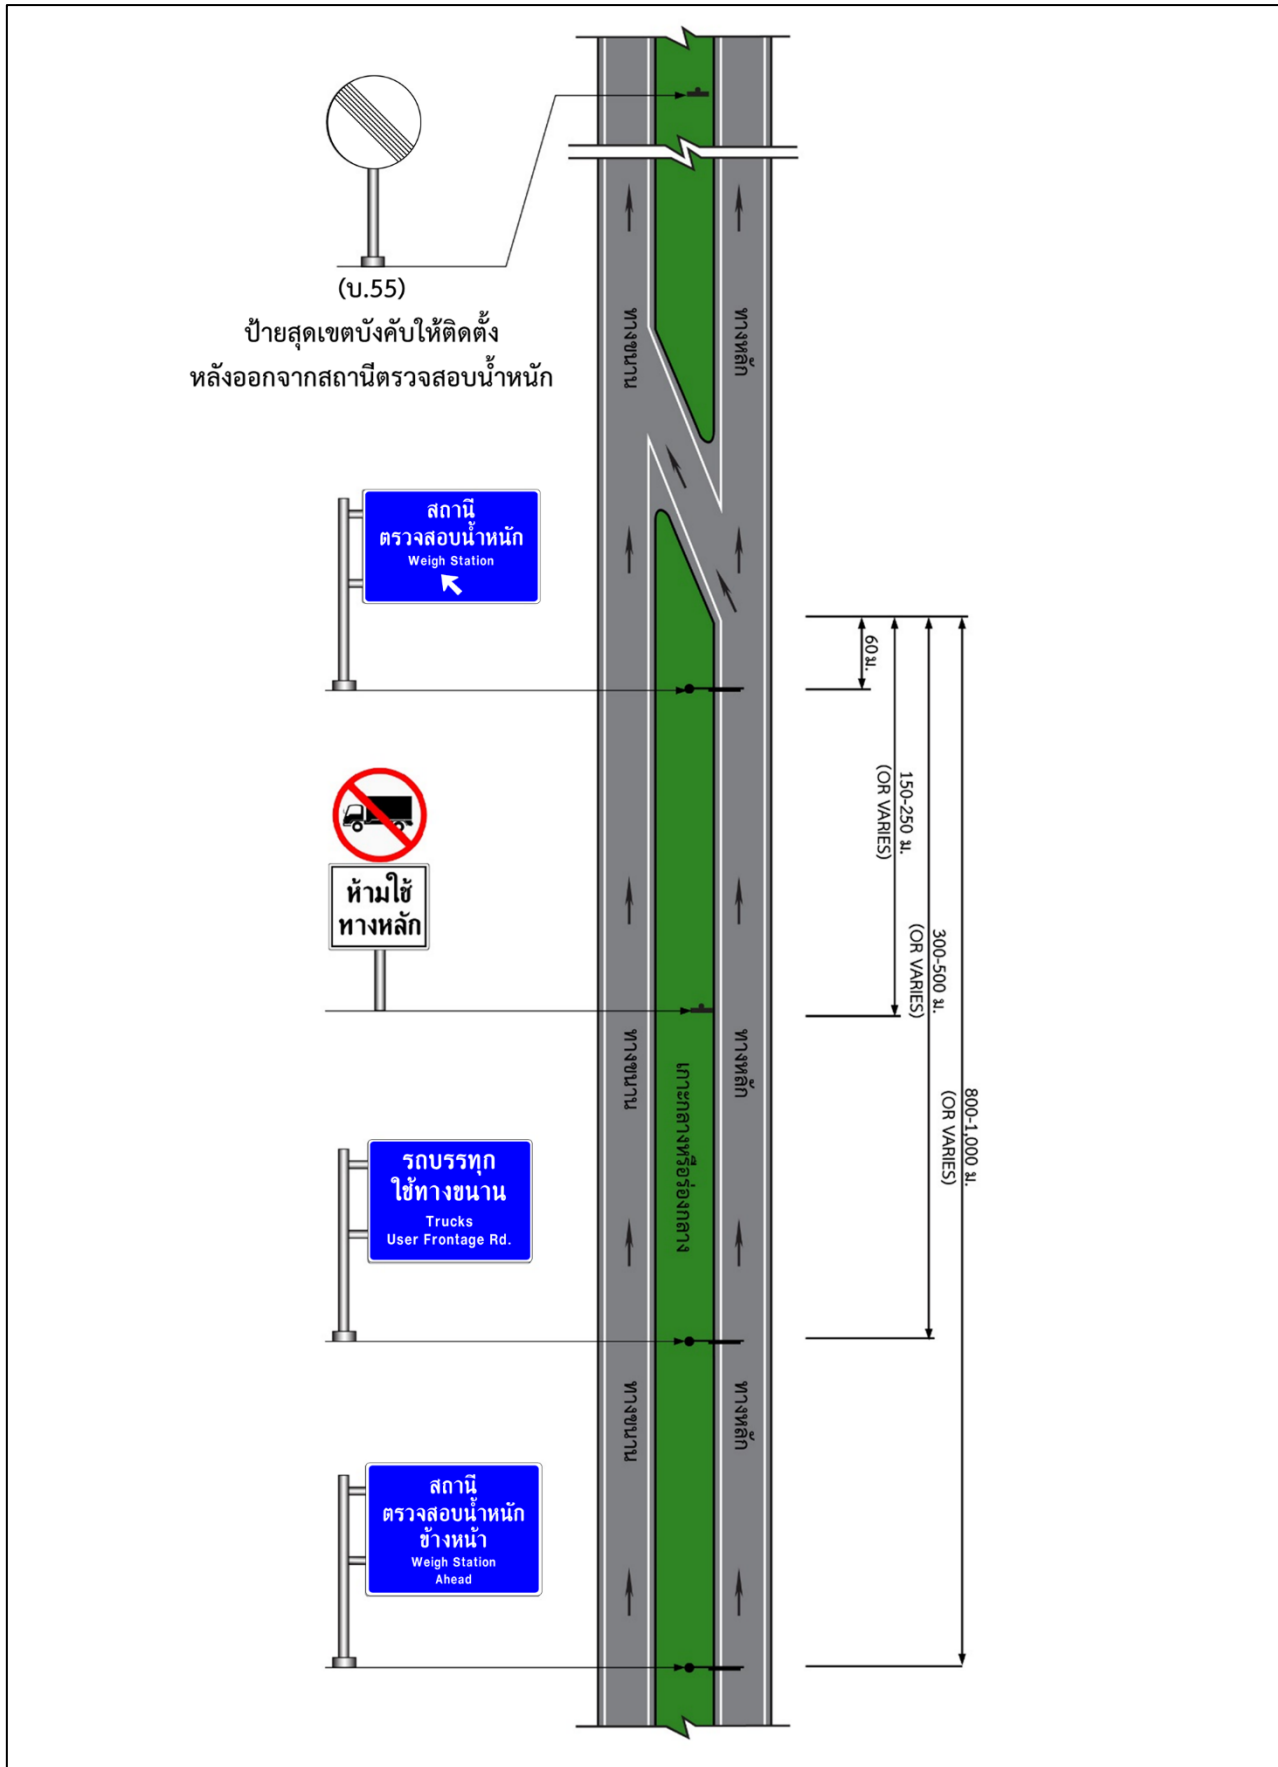 (บ.55)
ป้ายสุดเขตบังคับให้ติดตั้ง
หลังออกจากสถานีตรวจสอบน้ำหนัก
ทางขนาน
ทางหลัก
สถานี
ตรวจสอบน้ำหนัก
Weigh Station
60 ม.
150-250 ม.
(OR VARIES)
ห้ามใช้
ทางหลัก
300-500 ม.
(OR VARIES)
ทางขนาน
เกาะกลางหรือร่องกลาง
ทางหลัก
800-1,000 ม.
(OR VARIES)
รถบรรทุก
ใช้ทางขนาน
Trucks
User Frontage Rd.
ทางขนาน
ทางหลัก
สถานี
ตรวจสอบน้ำหนัก
ข้างหน้า
Weigh Station
Ahead